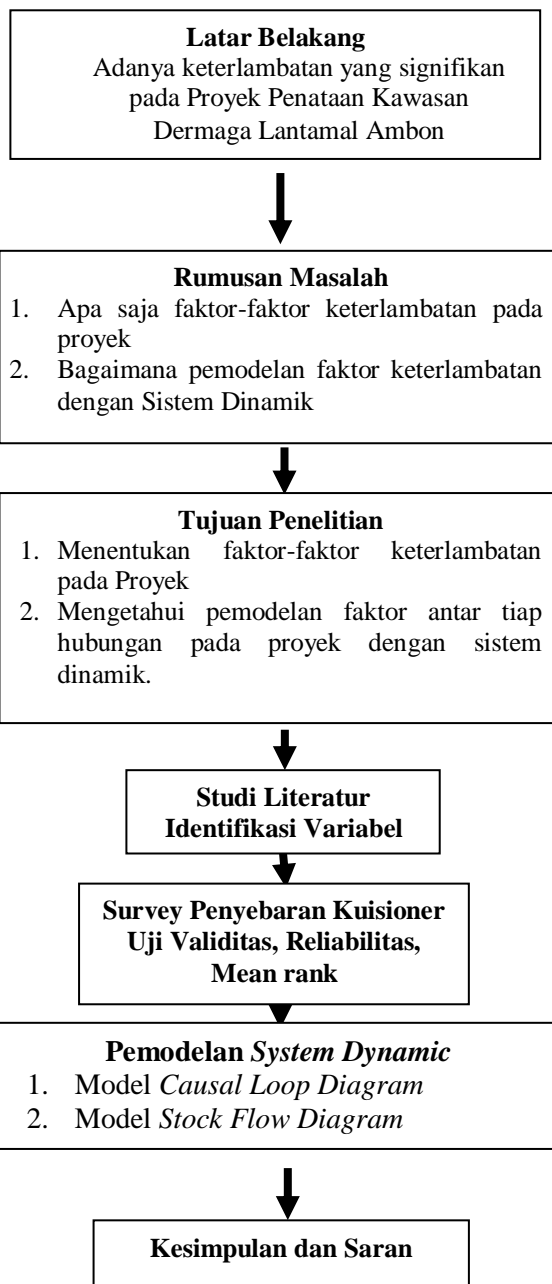 Latar Belakang
Adanya keterlambatan yang signifikan
pada Proyek Penataan Kawasan
Dermaga Lantamal Ambon
Rumusan Masalah
1. Apa saja faktor-faktor keterlambatan pada
proyek
2. Bagaimana pemodelan faktor keterlambatan
dengan Sistem Dinamik
Tujuan Penelitian
1. Menentukan faktor-faktor keterlambatan
pada Proyek
2. Mengetahui pemodelan faktor antar tiap
hubungan pada proyek dengan sistem
dinamik.
Studi Literatur
Identifikasi Variabel
Survey Penyebaran Kuisioner
Uji Validitas, Reliabilitas,
Mean rank
Pemodelan System Dynamic
1. Model Causal Loop Diagram
2. Model Stock Flow Diagram
Kesimpulan dan Saran